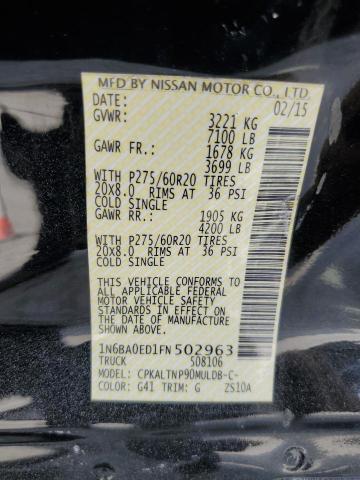 MFD BY NISSAN MOTOR CO., LTD.
DATE: 02/15
GVWR: 3221 KG
7100 LB
GAWR FR.: 1678 KG
3699 LB
WITH P275/60R20 TIRES
20X8.0 RIMS AT 36 PSI
COLD SINGLE
GAWR RR.: 1905 KG
4200 LB
WITH P275/60R20 TIRES
20X8.0 RIMS AT 36 PSI
COLD SINGLE
THIS VEHICLE CONFORMS TO
ALL APPLICABLE FEDERAL
MOTOR VEHICLE SAFETY
STANDARDS IN EFFECT ON
THE DATE OF MANUFACTURE
SHOWN ABOVE.
1N6BA0ED1FN502963
TRUCK 508106
MODEL: CPKALTNP90MULDB-C-
COLOR: G41 TRIM: G ZS10A